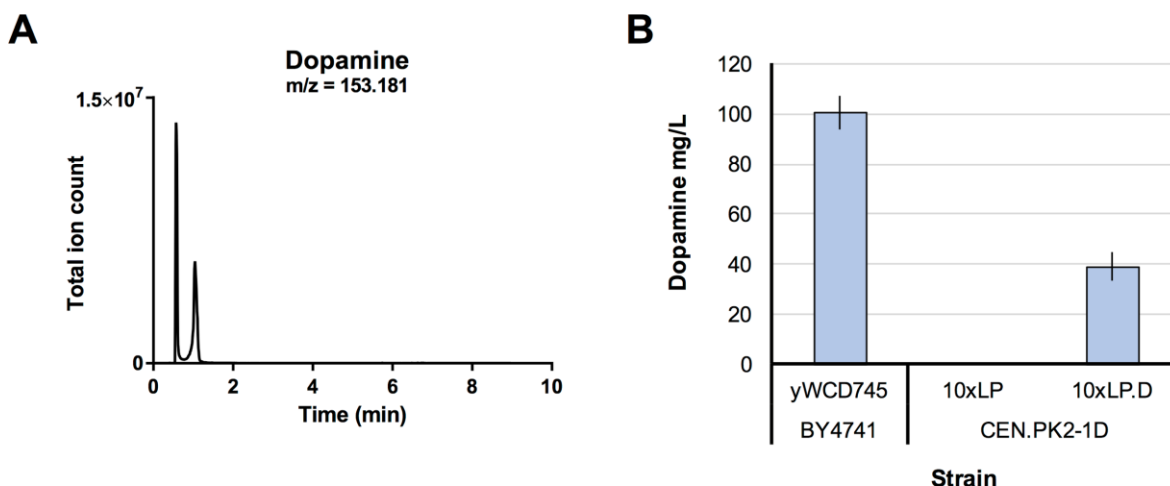 A
Dopamine
m/z = 153.181
1.5×10⁷
Total ion count
0
0 2 4 6 8 10
Time (min)
B
120
100
80
60
40
20
0
Dopamine mg/L
yWCD745 10xLP 10xLP.D
BY4741 CEN.PK2-1D
Strain